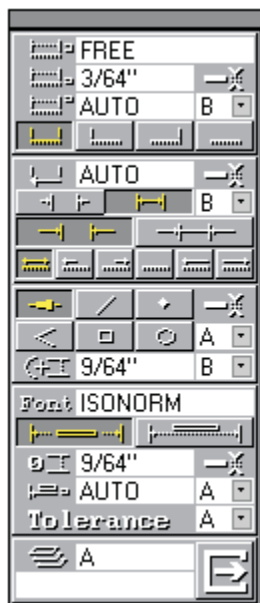 FREE
3/64"
AUTO B
AUTO
B
A
9/64" B
Font ISONORM
9/64"
AUTO A
Tolerance A
A